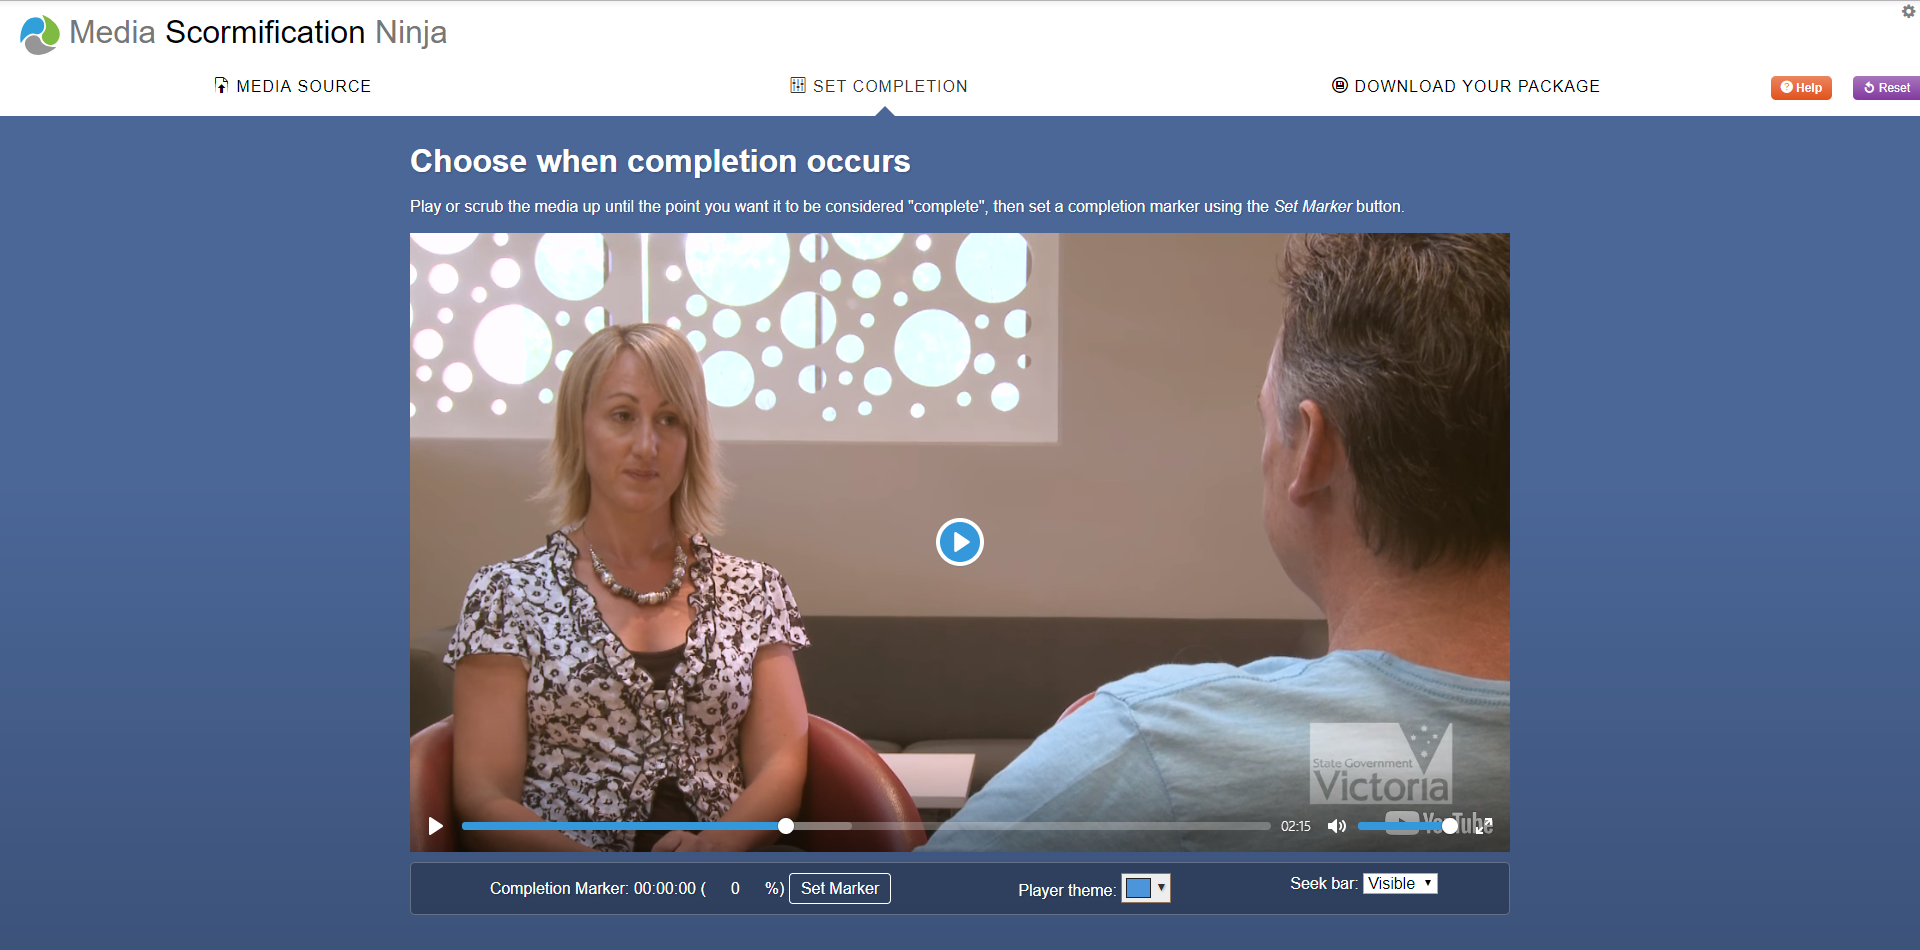 Media Scormification Ninja
MEDIA SOURCE
SET COMPLETION
DOWNLOAD YOUR PACKAGE
Help
Reset
Choose when completion occurs
Play or scrub the media up until the point you want it to be considered "complete", then set a completion marker using the Set Marker button.
State Government
Victoria
YouTube
02:15
Completion Marker: 00:00:00 ( 0 %) Set Marker
Player theme:
Seek bar: Visible